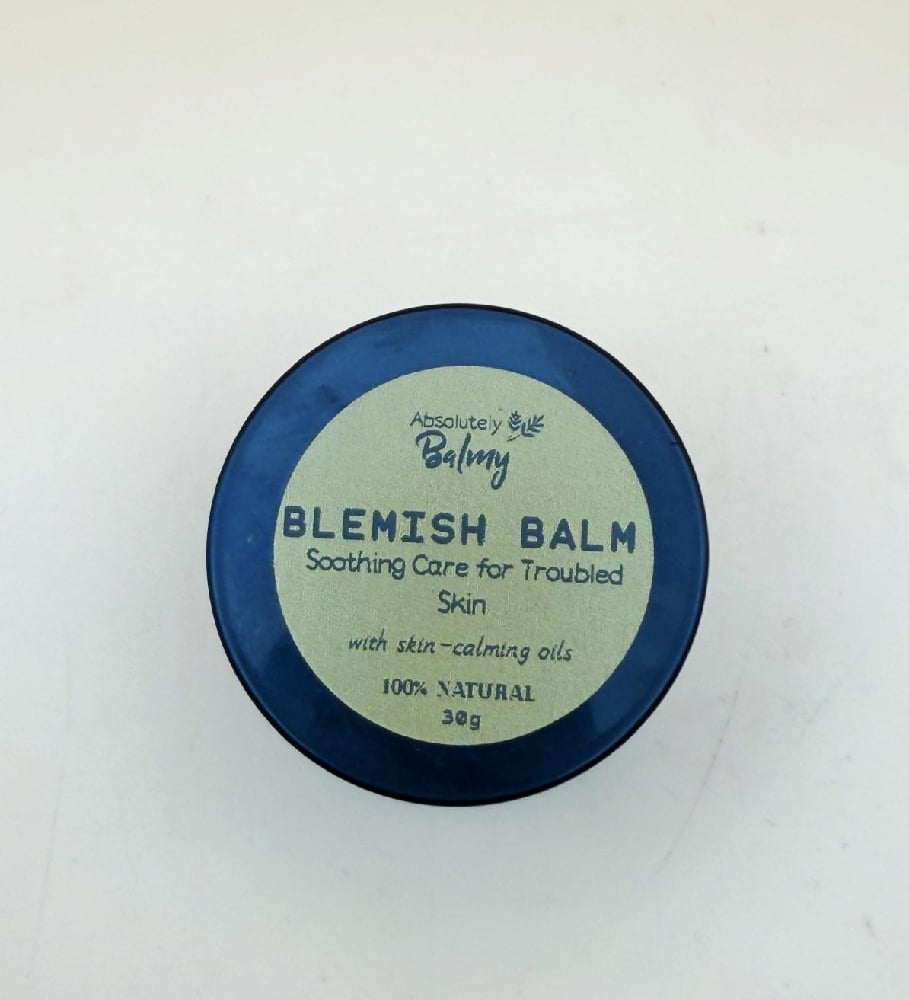 Absolutely
Balmy
BLEMISH BALM
Soothing Care for Troubled
Skin
with skin-calming oils
100% NATURAL
30g